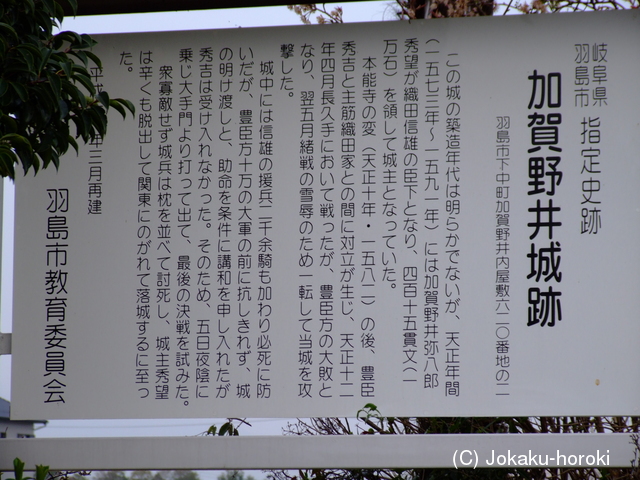 岐阜県
羽島市 指定史跡
加賀野井城跡
羽島市下中町加賀野井内屋敷六二〇番地の二
この城の築造年代は明らかでないが、天正年間
(一五七三年～一五九一年)には加賀野井弥八郎
秀望が織田信雄の臣下となり、四百十五貫文(一
万石)を領して城主となっていた。
本能寺の変(天正十年・一五八二)の後、豊臣
秀吉と主筋織田家との間に対立が生じ、天正十二
年四月長久手において戦ったが、豊臣方の大敗と
なり、翌五月緒戦の雪辱のため一転して当城を攻
撃した。
城中には信雄の援兵二千余騎も加わり必死に防
いだが、豊臣方十万の大軍の前に抗しきれず、城
の明け渡しと、助命を条件に講和を申し入れたが
秀吉は受け入れなかった。そのため、五日夜陰に
乗じ大手門より打って出て、最後の決戦を試みた。
衆寡敵せず城兵は枕を並べて討死し、城主秀望
は辛くも脱出して関東にのがれて落城するに至っ
た。
平成 年三月再建
羽島市教育委員会
(C) Jokaku-horoki